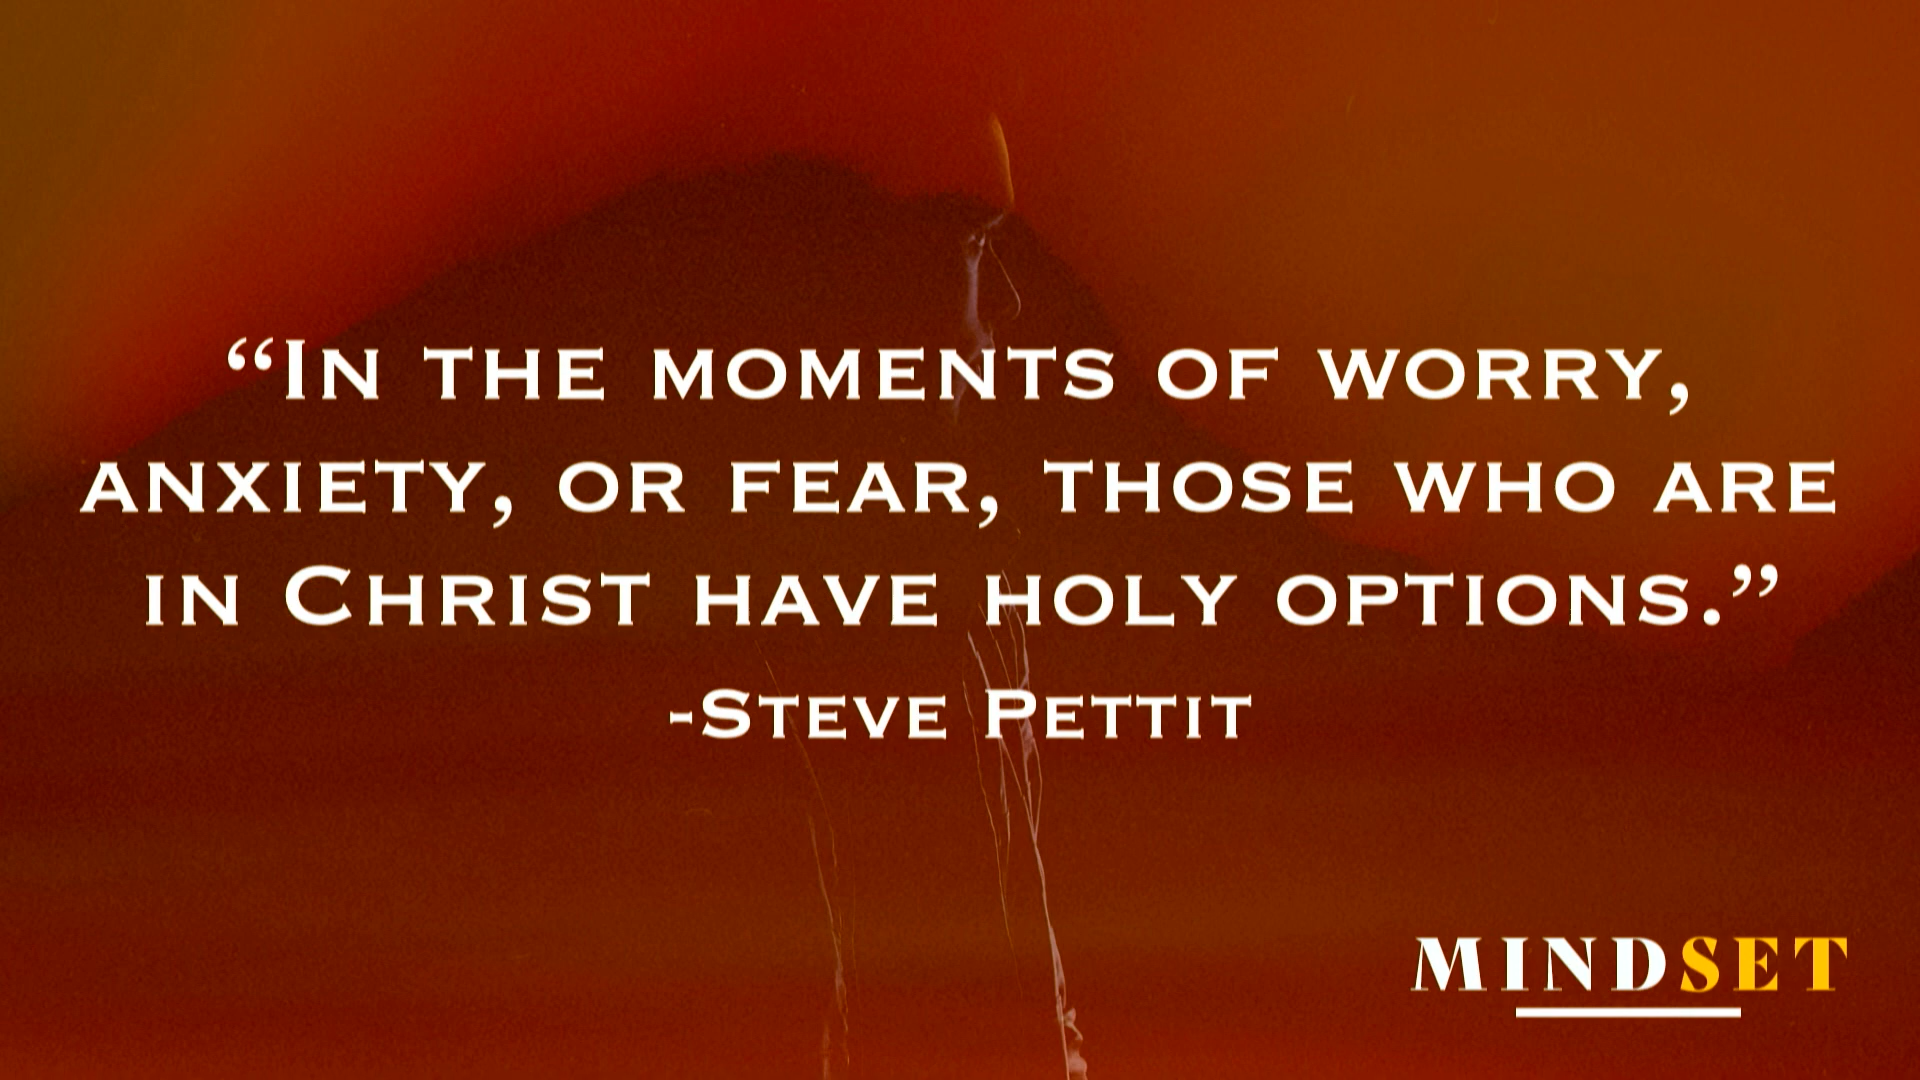 “In the moments of worry,
anxiety, or fear, those who are
in Christ have holy options.”
-Steve Pettit
MINDSET